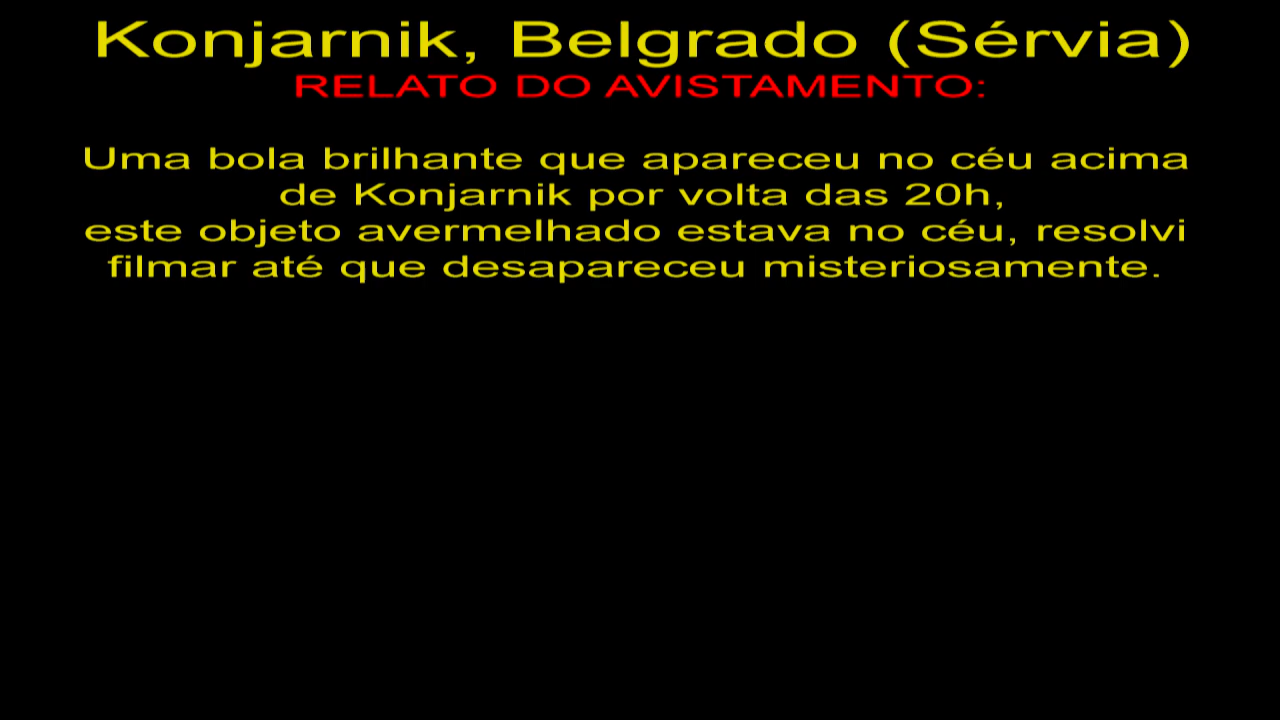 Konjarnik, Belgrado (Sérvia)
RELATO DO AVISTAMENTO:
Uma bola brilhante que apareceu no céu acima
de Konjarnik por volta das 20h,
este objeto avermelhado estava no céu, resolvi
filmar até que desapareceu misteriosamente.